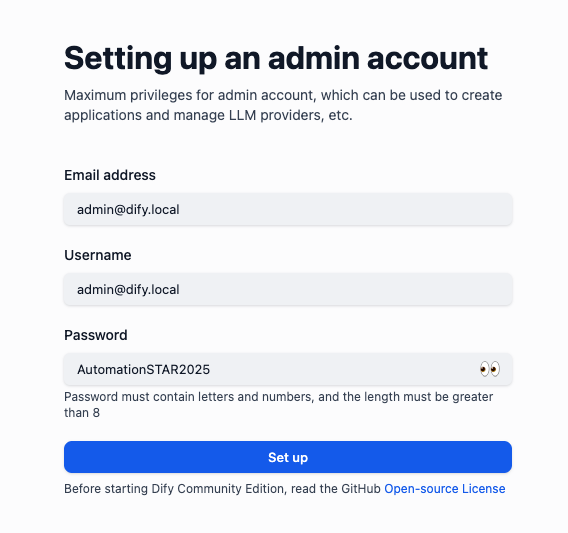 Setting up an admin account
Maximum privileges for admin account, which can be used to create
applications and manage LLM providers, etc.
Email address
admin@dify.local
Username
admin@dify.local
Password
AutomationSTAR2025
Password must contain letters and numbers, and the length must be greater
than 8
Set up
Before starting Dify Community Edition, read the GitHub Open-source License